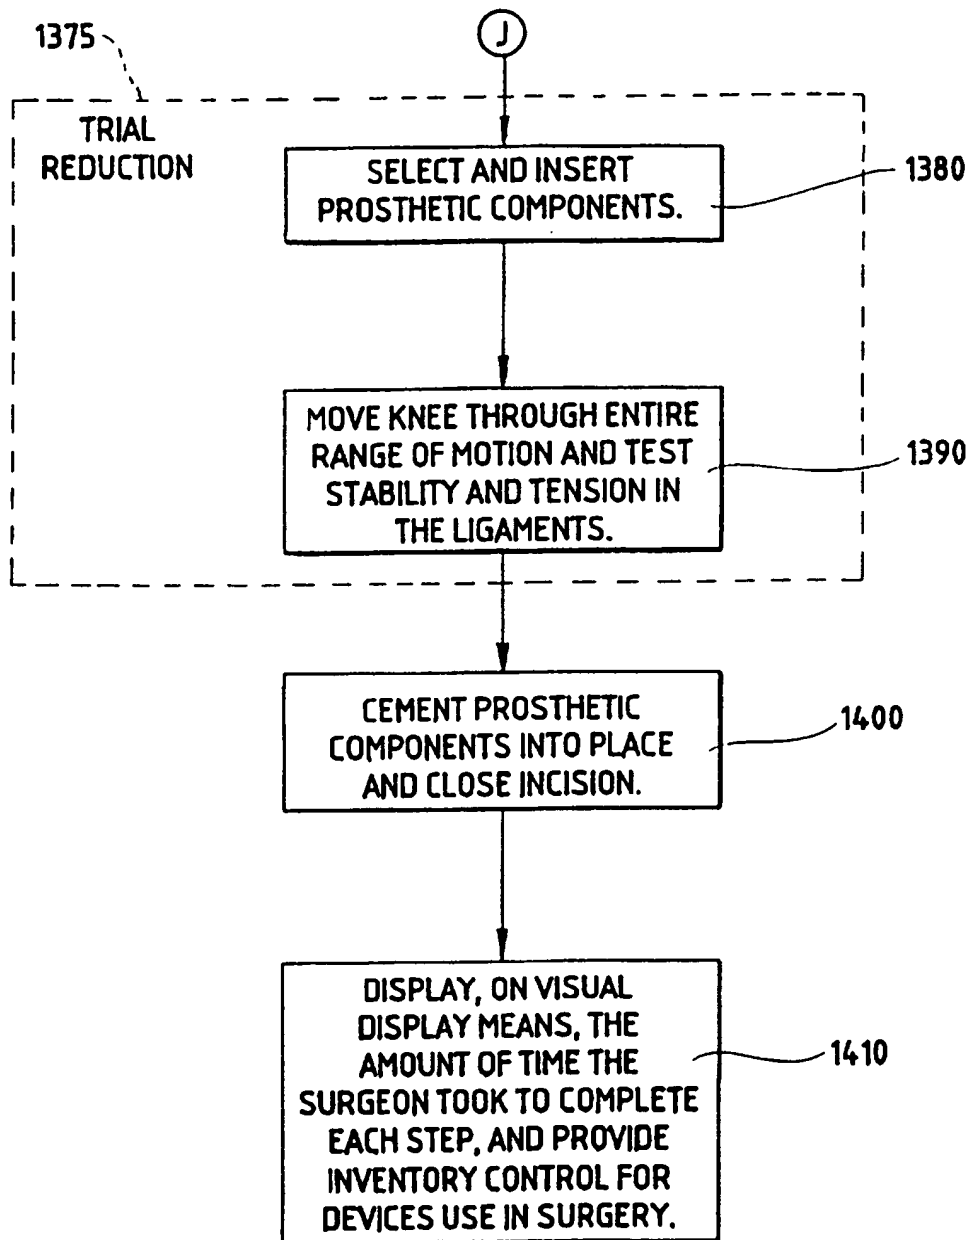 J
1375
TRIAL
REDUCTION
SELECT AND INSERT
PROSTHETIC COMPONENTS.
1380
MOVE KNEE THROUGH ENTIRE
RANGE OF MOTION AND TEST
STABILITY AND TENSION IN
THE LIGAMENTS.
1390
CEMENT PROSTHETIC
COMPONENTS INTO PLACE
AND CLOSE INCISION.
1400
DISPLAY, ON VISUAL
DISPLAY MEANS, THE
AMOUNT OF TIME THE
SURGEON TOOK TO COMPLETE
EACH STEP, AND PROVIDE
INVENTORY CONTROL FOR
DEVICES USE IN SURGERY.
1410